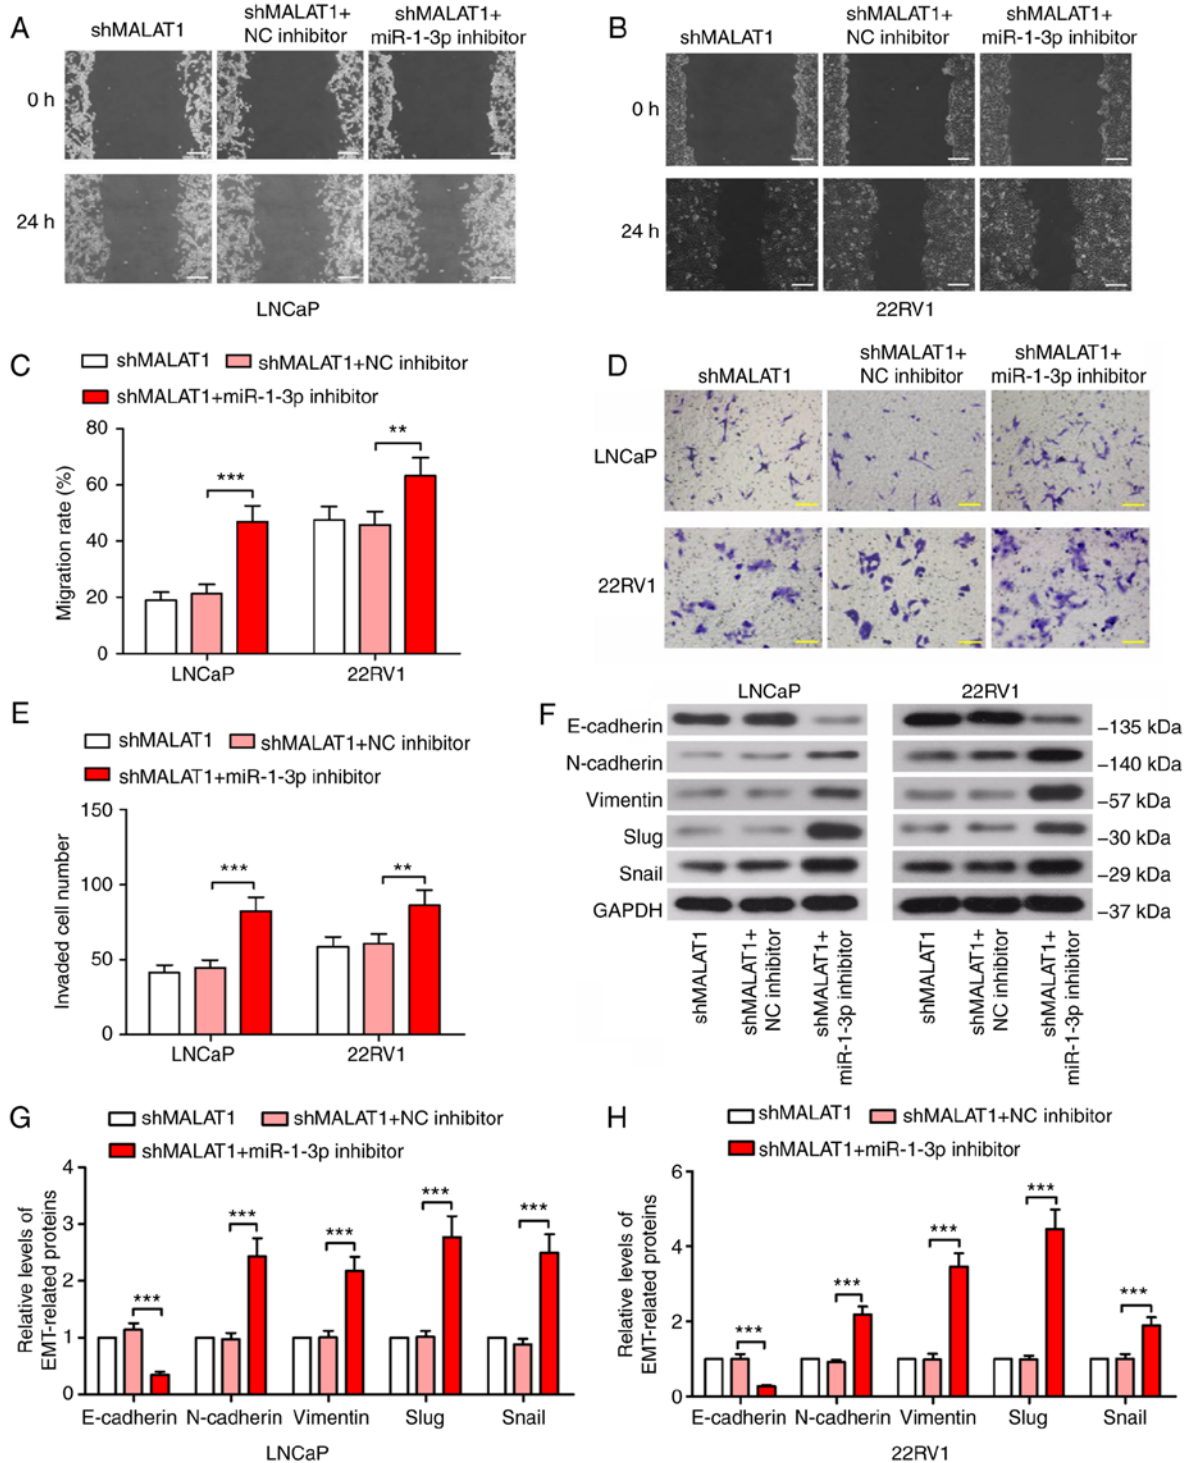 A
shMALAT1
shMALAT1+
NC inhibitor
shMALAT1+
miR-1-3p inhibitor
0 h
24 h
LNCaP
B
shMALAT1
shMALAT1+
NC inhibitor
shMALAT1+
miR-1-3p inhibitor
0 h
24 h
22RV1
C
shMALAT1
shMALAT1+NC inhibitor
shMALAT1+miR-1-3p inhibitor
Migration rate (%)
80
60
40
20
0
***
**
LNCaP
22RV1
D
shMALAT1
shMALAT1+
NC inhibitor
shMALAT1+
miR-1-3p inhibitor
LNCaP
22RV1
E
shMALAT1
shMALAT1+NC inhibitor
shMALAT1+miR-1-3p inhibitor
Invaded cell number
150
100
50
0
***
**
LNCaP
22RV1
F
LNCaP
22RV1
E-cadherin
–135 kDa
N-cadherin
–140 kDa
Vimentin
–57 kDa
Slug
–30 kDa
Snail
–29 kDa
GAPDH
–37 kDa
shMALAT1
shMALAT1+
NC inhibitor
shMALAT1+
miR-1-3p inhibitor
shMALAT1
shMALAT1+
NC inhibitor
shMALAT1+
miR-1-3p inhibitor
G
shMALAT1
shMALAT1+NC inhibitor
shMALAT1+miR-1-3p inhibitor
Relative levels of
EMT-related proteins
4
3
2
1
0
***
***
***
***
***
E-cadherin
N-cadherin
Vimentin
Slug
Snail
LNCaP
H
shMALAT1
shMALAT1+NC inhibitor
shMALAT1+miR-1-3p inhibitor
Relative levels of
EMT-related proteins
6
4
2
0
***
***
***
***
***
E-cadherin
N-cadherin
Vimentin
Slug
Snail
22RV1